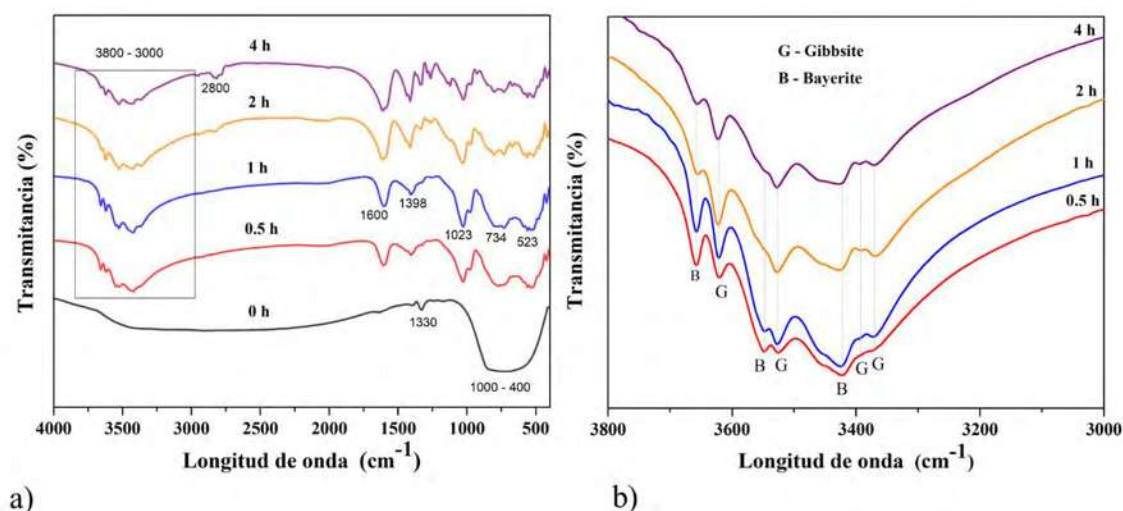 3800 - 3000
4 h
2800
2 h
1 h
1600
1398
1023
734
523
0.5 h
0 h
1330
1000 - 400
Transmitancia (%)
4000
3500
3000
2500
2000
1500
1000
500
Longitud de onda (cm-1)
a)
G - Gibbsite
B - Bayerite
4 h
2 h
1 h
0.5 h
B
G
B
G
B
G
G
Transmitancia (%)
3800
3600
3400
3200
3000
Longitud de onda (cm-1)
b)